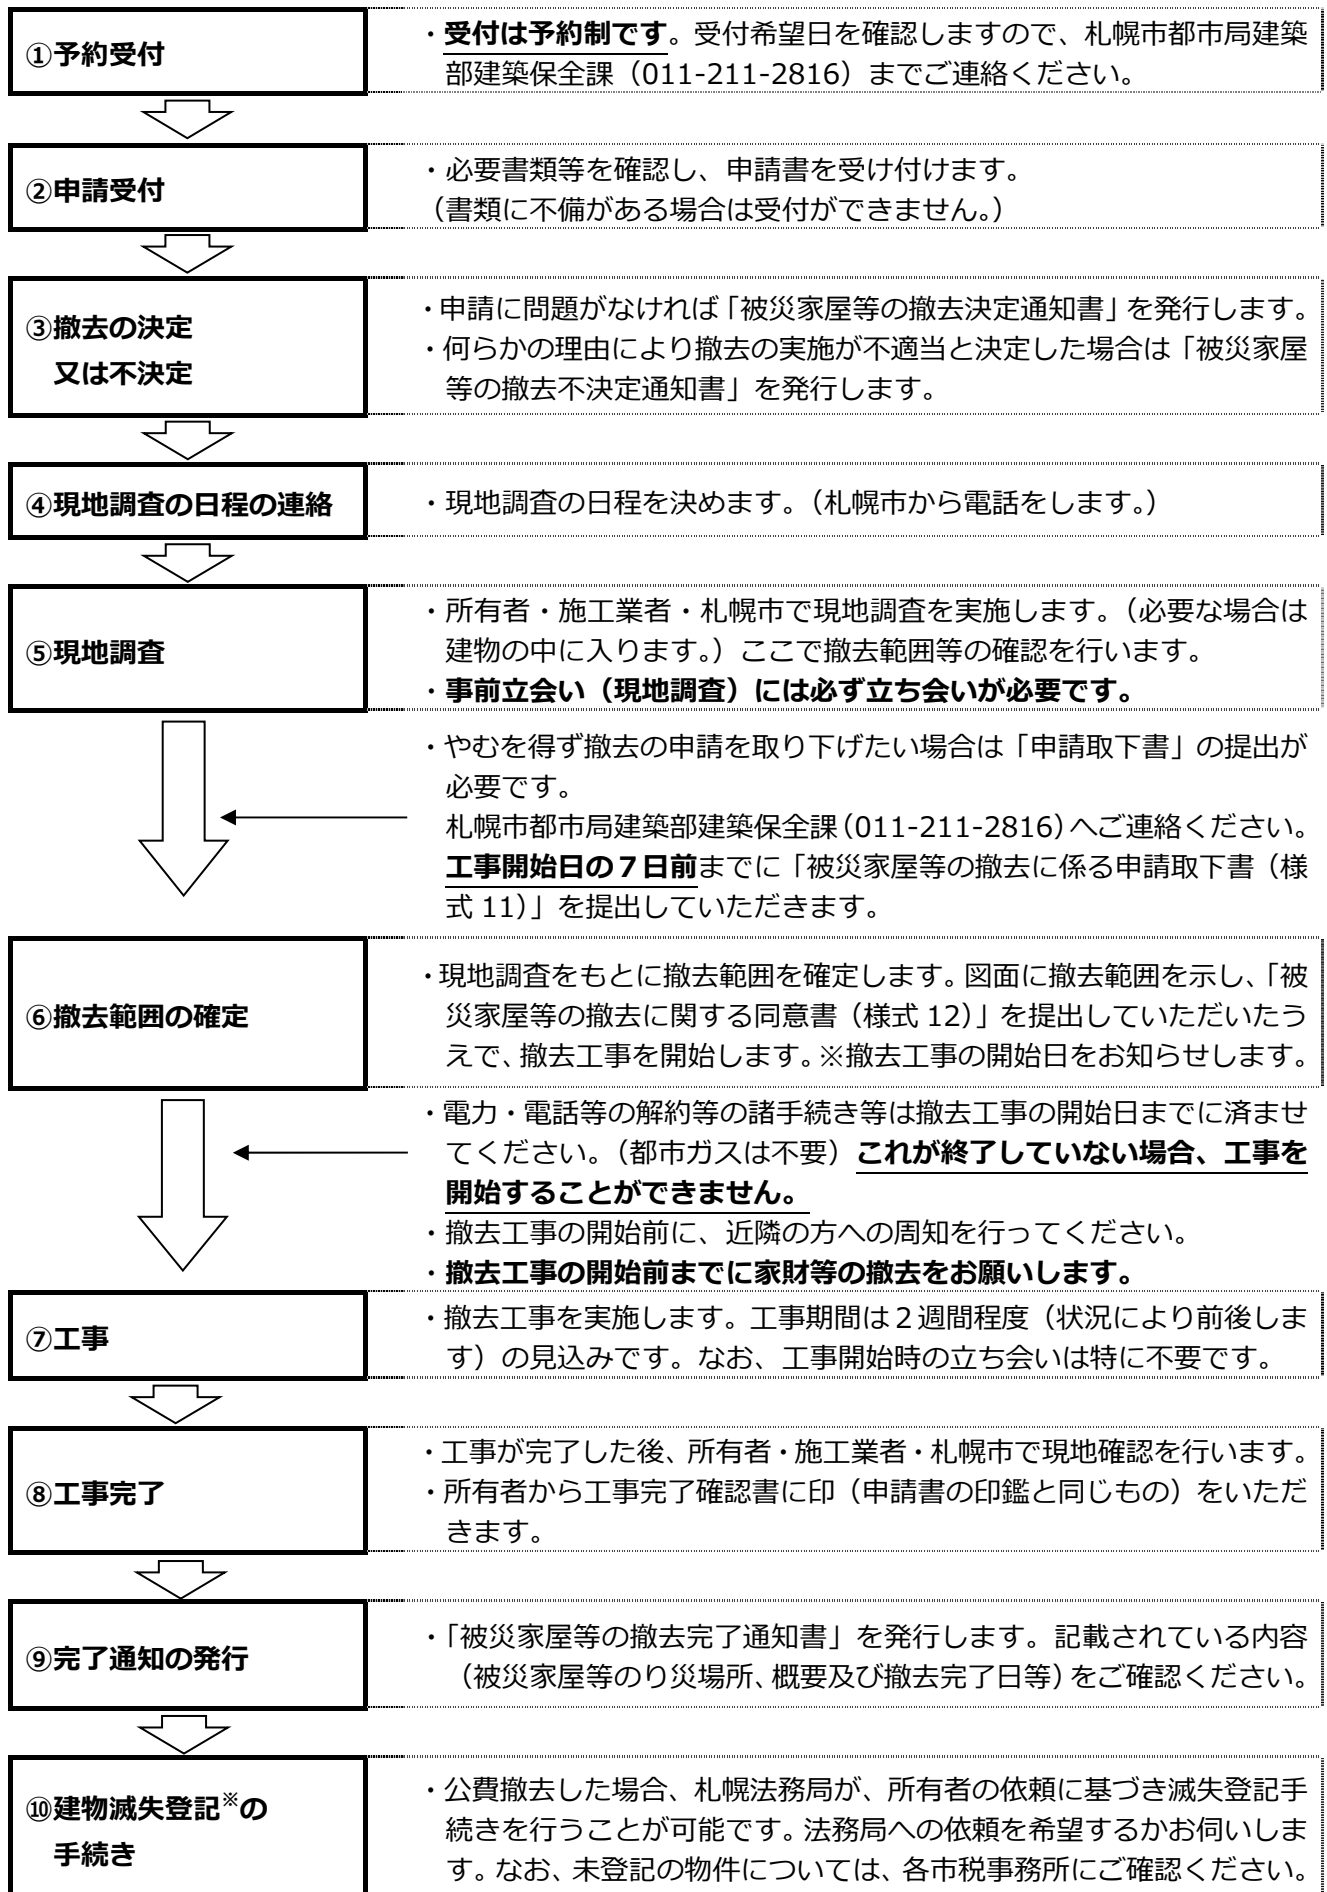 ①予約受付
・受付は予約制です。受付希望日を確認しますので、札幌市都市局建築
部建築保全課（011-211-2816）までご連絡ください。
②申請受付
・必要書類等を確認し、申請書を受け付けます。
（書類に不備がある場合は受付ができません。）
③撤去の決定
又は不決定
・申請に問題がなければ「被災家屋等の撤去決定通知書」を発行します。
・何らかの理由により撤去の実施が不適当と決定した場合は「被災家屋
等の撤去不決定通知書」を発行します。
④現地調査の日程の連絡
・現地調査の日程を決めます。（札幌市から電話をします。）
⑤現地調査
・所有者・施工業者・札幌市で現地調査を実施します。（必要な場合は
建物の中に入ります。）ここで撤去範囲等の確認を行います。
・事前立会い（現地調査）には必ず立ち会いが必要です。
・やむを得ず撤去の申請を取り下げたい場合は「申請取下書」の提出が
必要です。
札幌市都市局建築部建築保全課（011-211-2816）へご連絡ください。
工事開始日の７日前までに「被災家屋等の撤去に係る申請取下書（様
式 11）」を提出していただきます。
⑥撤去範囲の確定
・現地調査をもとに撤去範囲を確定します。図面に撤去範囲を示し、「被
災家屋等の撤去に関する同意書（様式 12）」を提出していただいたう
えで、撤去工事を開始します。※撤去工事の開始日をお知らせします。
・電力・電話等の解約等の諸手続き等は撤去工事の開始日までに済ませ
てください。（都市ガスは不要）これが終了していない場合、工事を
開始することができません。
・撤去工事の開始前に、近隣の方への周知を行ってください。
・撤去工事の開始前までに家財等の撤去をお願いします。
⑦工事
・撤去工事を実施します。工事期間は２週間程度（状況により前後しま
す）の見込みです。なお、工事開始時の立ち会いは特に不要です。
⑧工事完了
・工事が完了した後、所有者・施工業者・札幌市で現地確認を行います。
・所有者から工事完了確認書に印（申請書の印鑑と同じもの）をいただ
きます。
⑨完了通知の発行
・「被災家屋等の撤去完了通知書」を発行します。記載されている内容
（被災家屋等のり災場所、概要及び撤去完了日等）をご確認ください。
⑩建物滅失登記※の
手続き
・公費撤去した場合、札幌法務局が、所有者の依頼に基づき滅失登記手
続きを行うことが可能です。法務局への依頼を希望するかお伺いしま
す。なお、未登記の物件については、各市税事務所にご確認ください。